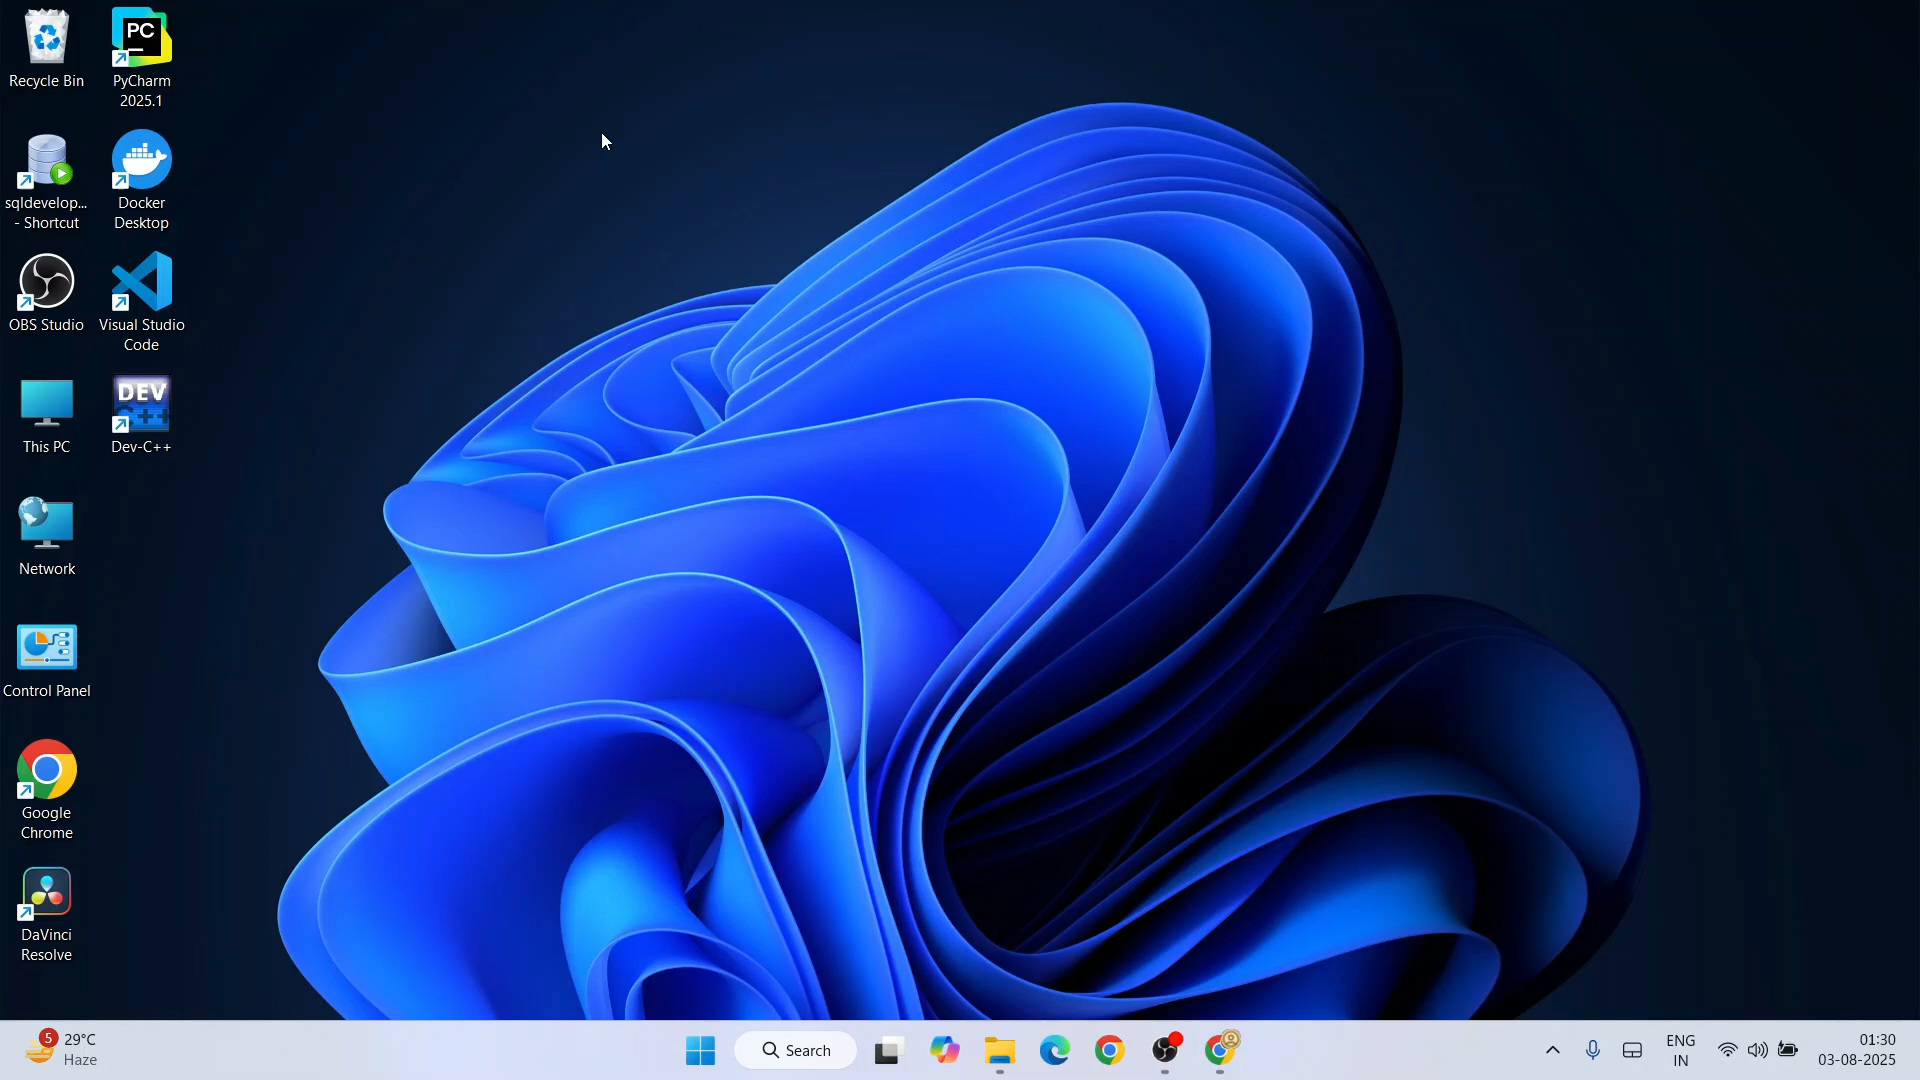 Recycle Bin
PC
PyCharm
2025.1
sqldevelop...
- Shortcut
Docker
Desktop
OBS Studio
Visual Studio
Code
This PC
DEV
C++
Dev-C++
Network
Control Panel
Google
Chrome
DaVinci
Resolve
5
29°C
Haze
Search
ENG
IN
01:30
03-08-2025